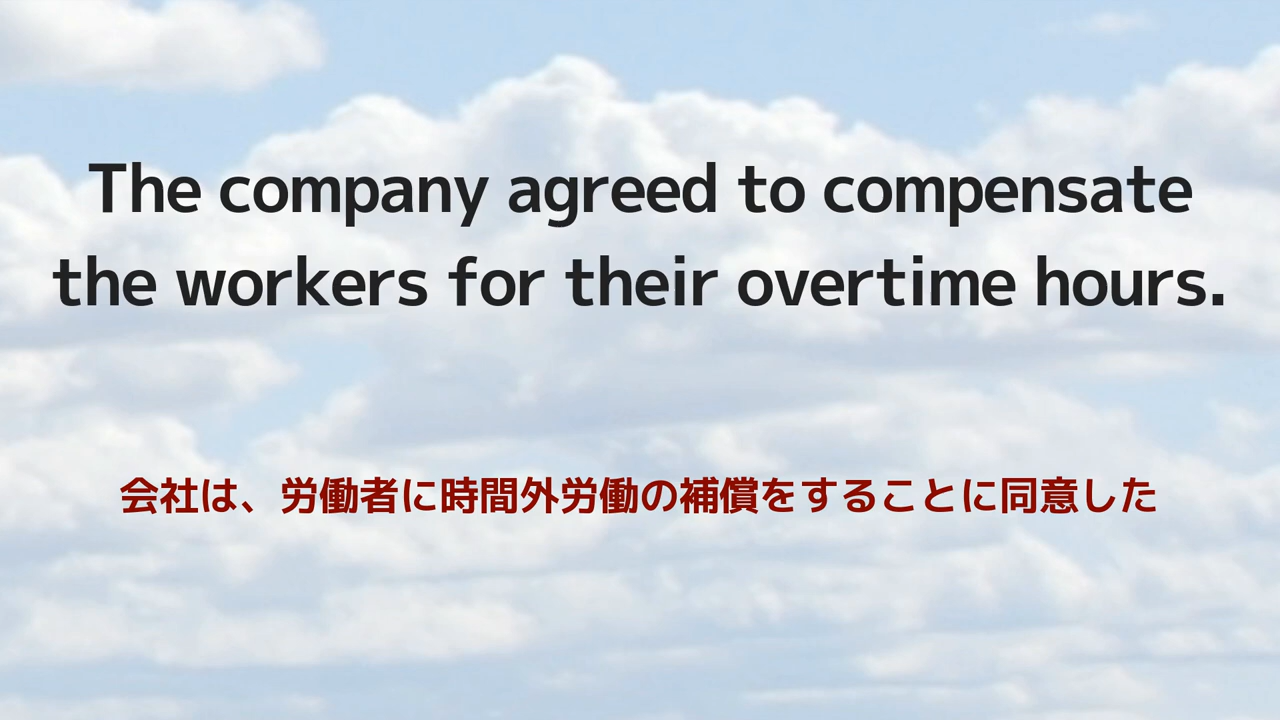 The company agreed to compensate
the workers for their overtime hours.
会社は、労働者に時間外労働の補償をすることに同意した